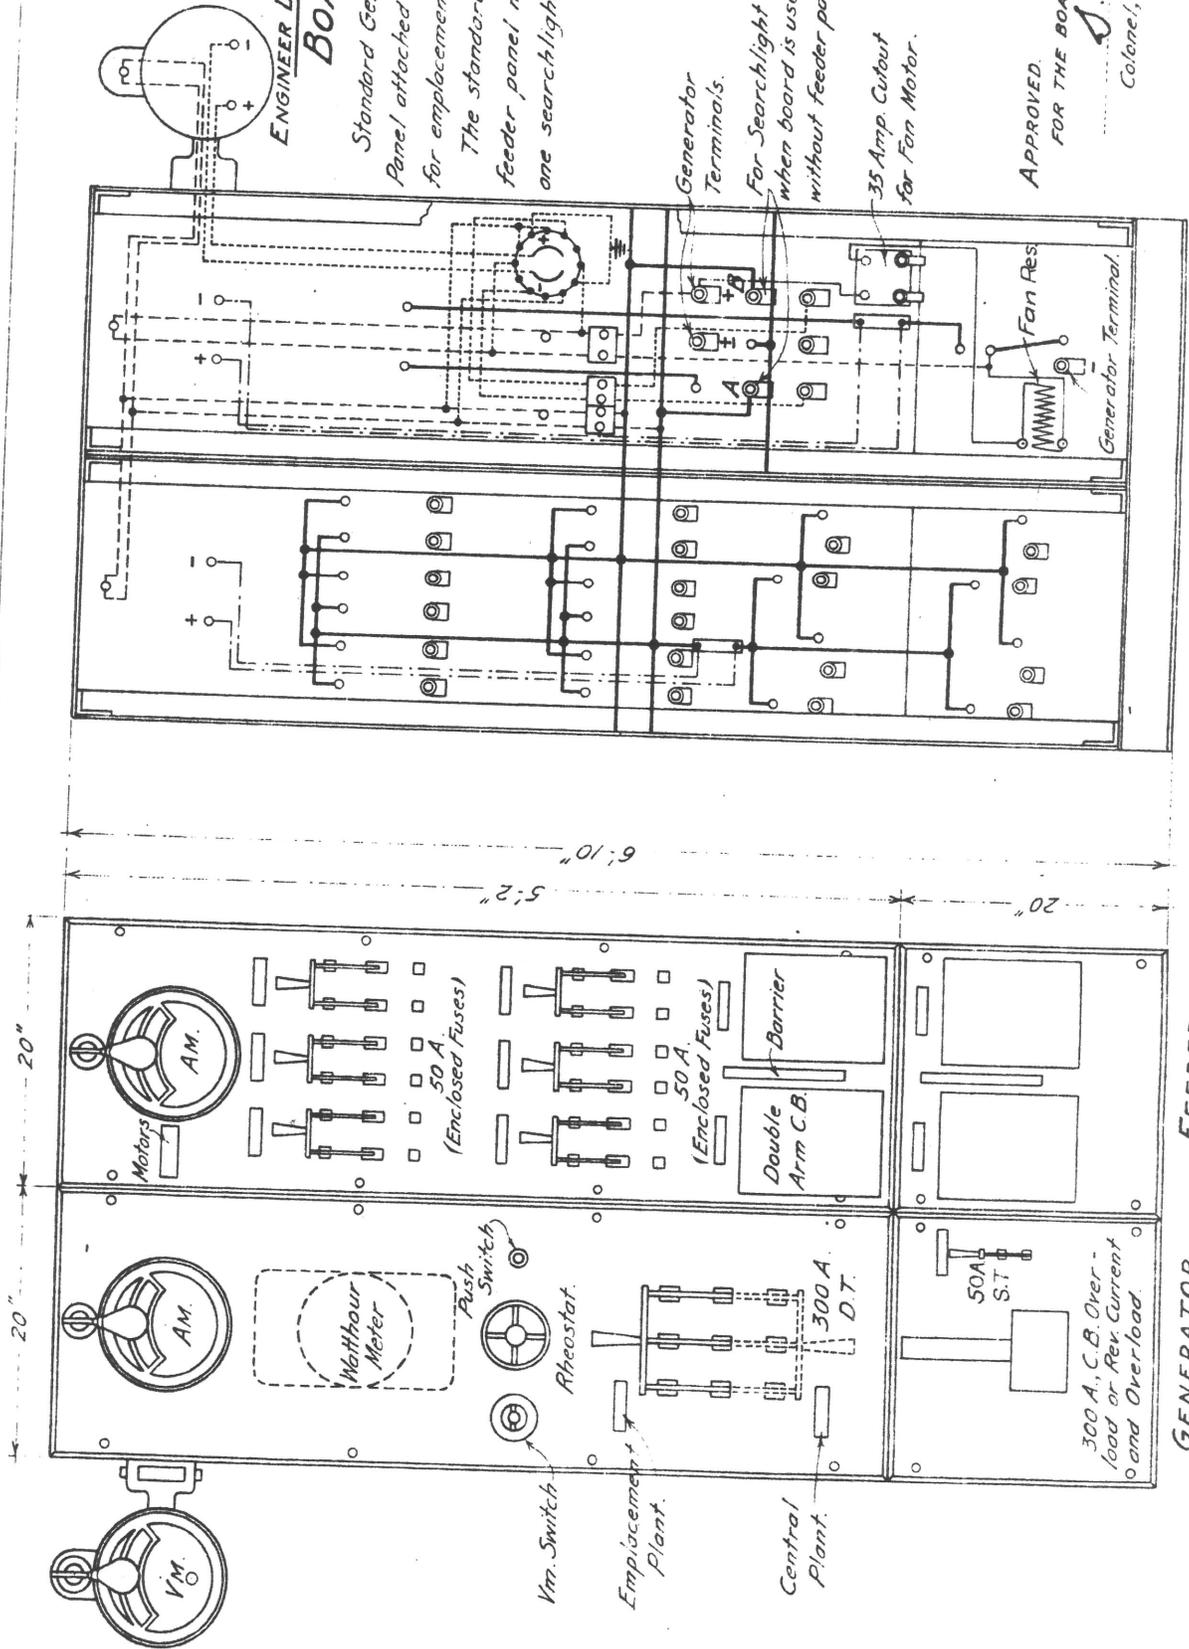 ENGINEER
BOA
Standard Ge
Panel attached
for emplacemen
The standar
feeder panel
one searchligh
Generator
Terminals.
For Searchlight
when board is us
without feeder pa
35 Amp. Cutout
for Fan Motor.
APPROVED.
FOR THE BOA
Colonel,
-
+
-
+
-
+
+
-
+
±
A
B
Fan Res.
-
Generator Terminal.
6'-10"
5'-2"
20"
20"
20"
Motors
AM.
50 A.
(Enclosed Fuses)
50 A.
(Enclosed Fuses)
Double
Arm C.B.
Barrier
VM.
AM.
Watthour
Meter
Push
Switch
Rheostat.
Vm. Switch
Emplacement
Plant.
Central
Plant.
300 A.
D.T.
50A.
S.T.
300 A., C.B. Over-
load or Rev. Current
and Overload.
GENERATOR
FEEDER